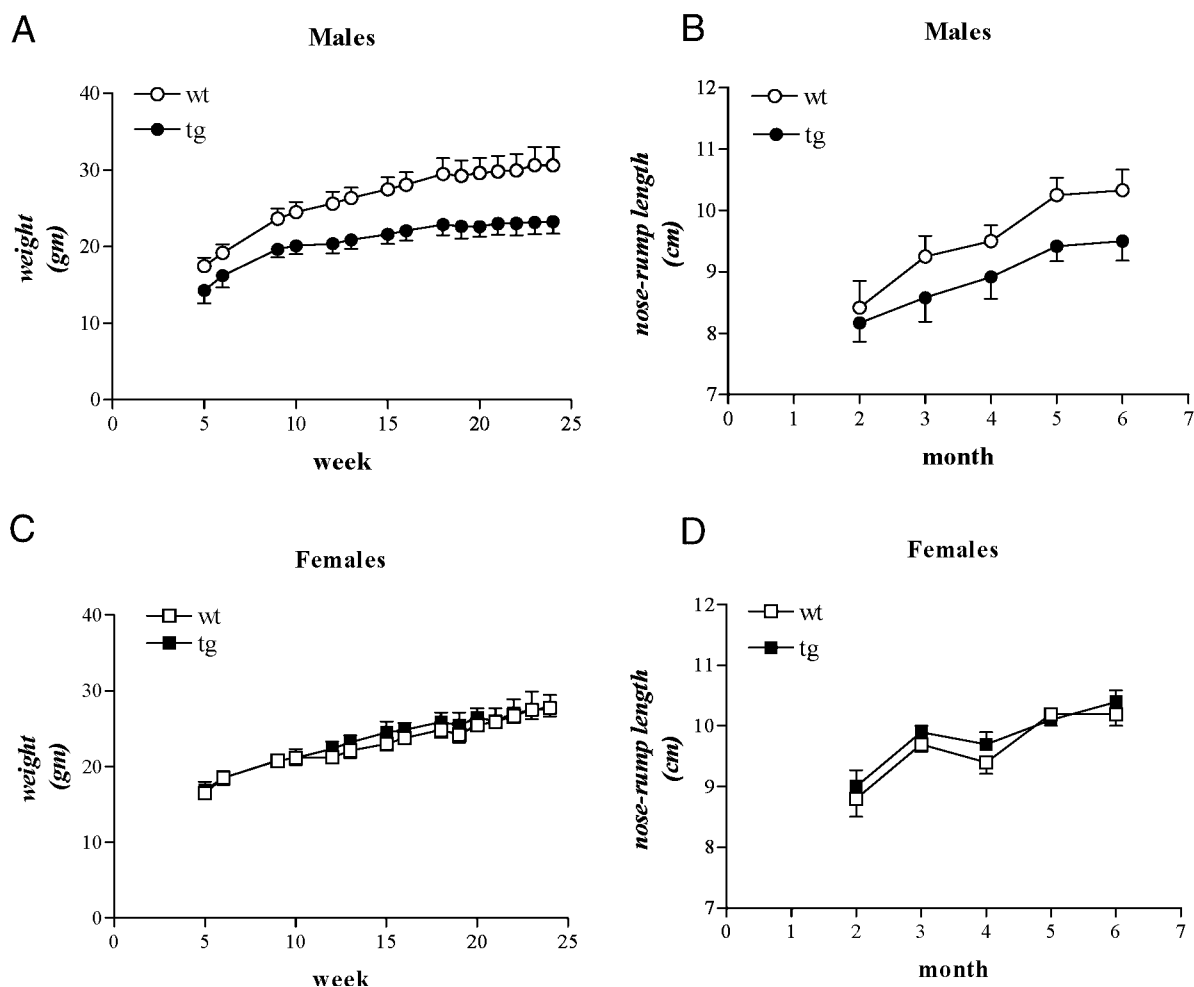 A
Males
wt
tg
40
30
20
10
0
weight
(gm)
0 5 10 15 20 25
week
B
Males
wt
tg
12
11
10
9
8
7
nose-rump length
(cm)
0 1 2 3 4 5 6 7
month
C
Females
wt
tg
40
30
20
10
0
weight
(gm)
0 5 10 15 20 25
week
D
Females
wt
tg
12
11
10
9
8
7
nose-rump length
(cm)
0 1 2 3 4 5 6 7
month